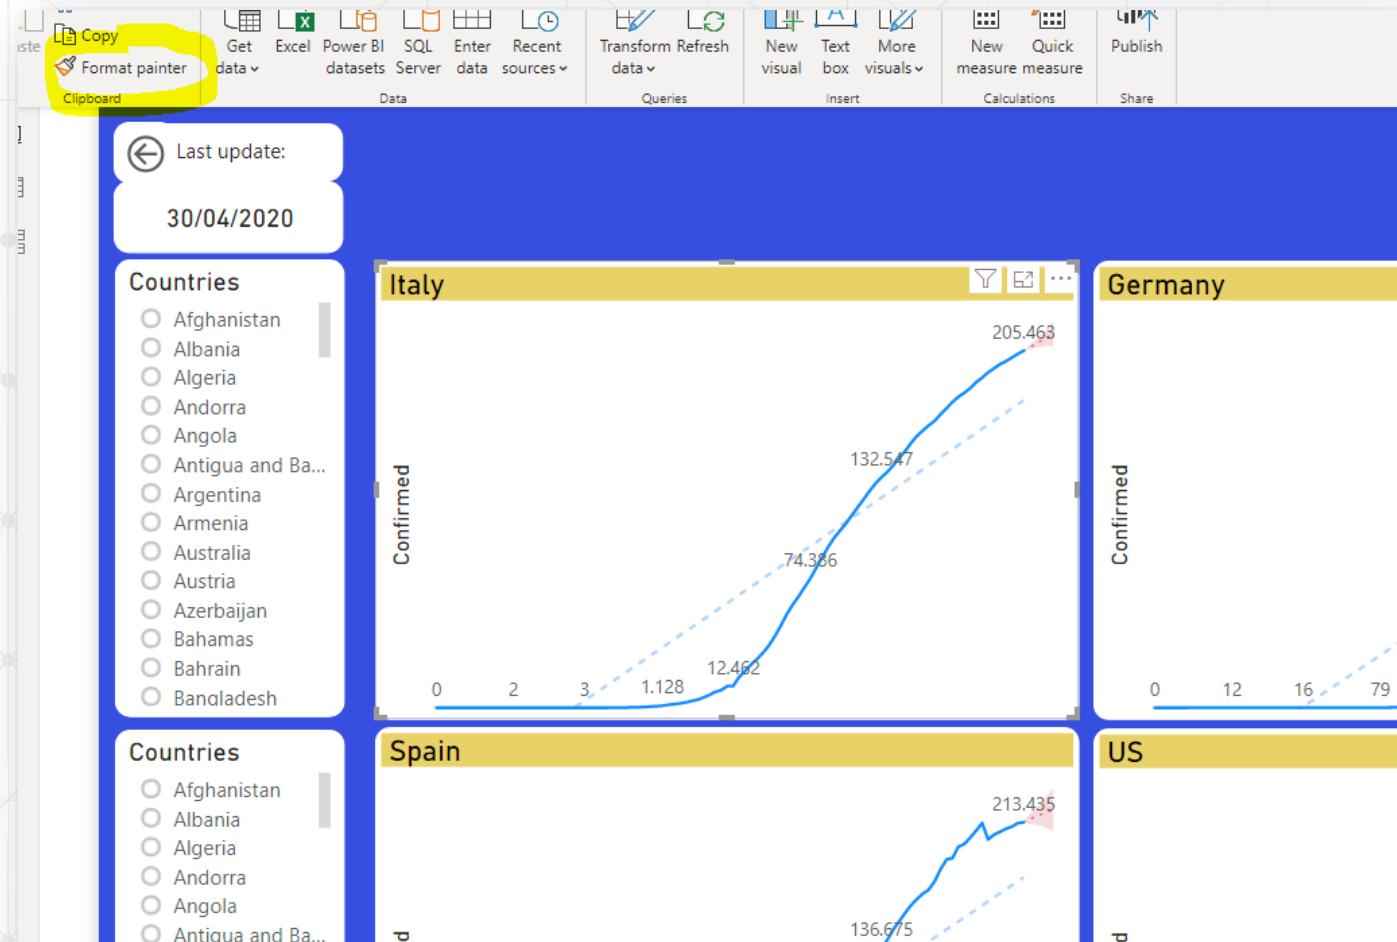 Copy
Format painter
Clipboard
Get data
Excel
Power BI datasets
SQL Server
Enter data
Recent sources
Data
Transform data
Refresh
Queries
New visual
Text box
More visuals
Insert
New measure
Quick measure
Calculations
Publish
Share
Last update:
30/04/2020
Countries
Afghanistan
Albania
Algeria
Andorra
Angola
Antigua and Ba...
Argentina
Armenia
Australia
Austria
Azerbaijan
Bahamas
Bahrain
Bangladesh
Italy
Confirmed
205.463
132.547
74.386
12.462
1.128
0 2 3
Germany
Confirmed
0 12 16 79
Countries
Afghanistan
Albania
Algeria
Andorra
Angola
Antigua and Ba...
Spain
213.435
136.675
US